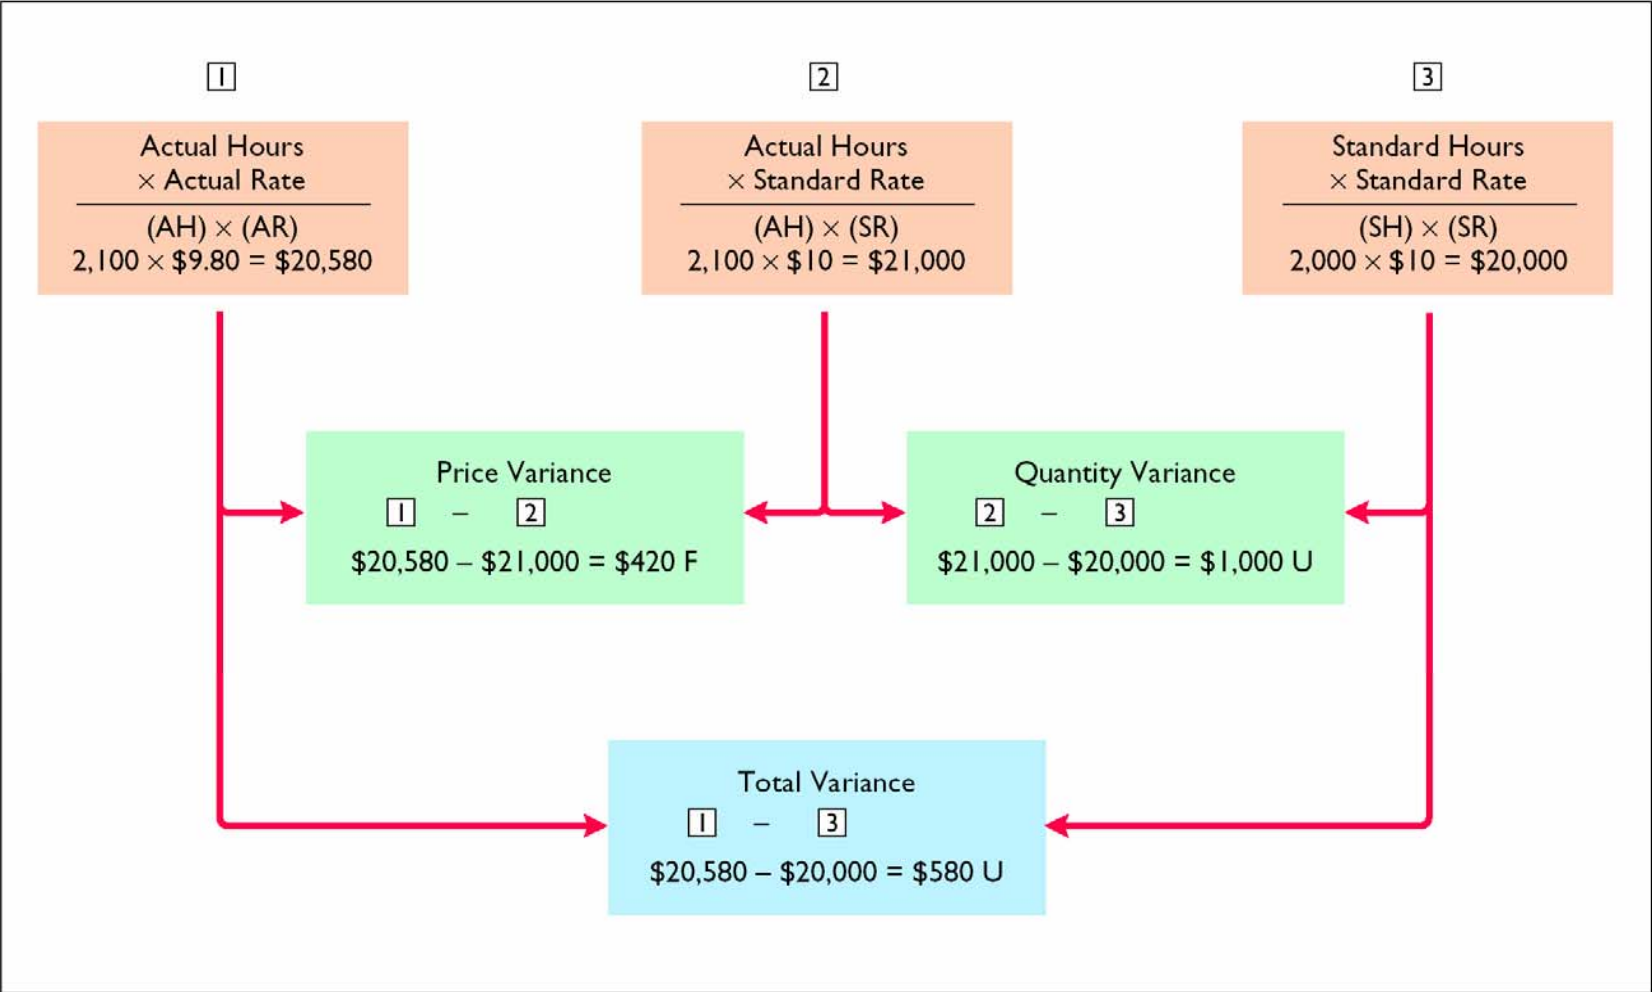 1
2
3
Actual Hours
× Actual Rate
(AH) × (AR)
2,100 × $9.80 = $20,580
Actual Hours
× Standard Rate
(AH) × (SR)
2,100 × $10 = $21,000
Standard Hours
× Standard Rate
(SH) × (SR)
2,000 × $10 = $20,000
Price Variance
1 – 2
$20,580 – $21,000 = $420 F
Quantity Variance
2 – 3
$21,000 – $20,000 = $1,000 U
Total Variance
1 – 3
$20,580 – $20,000 = $580 U